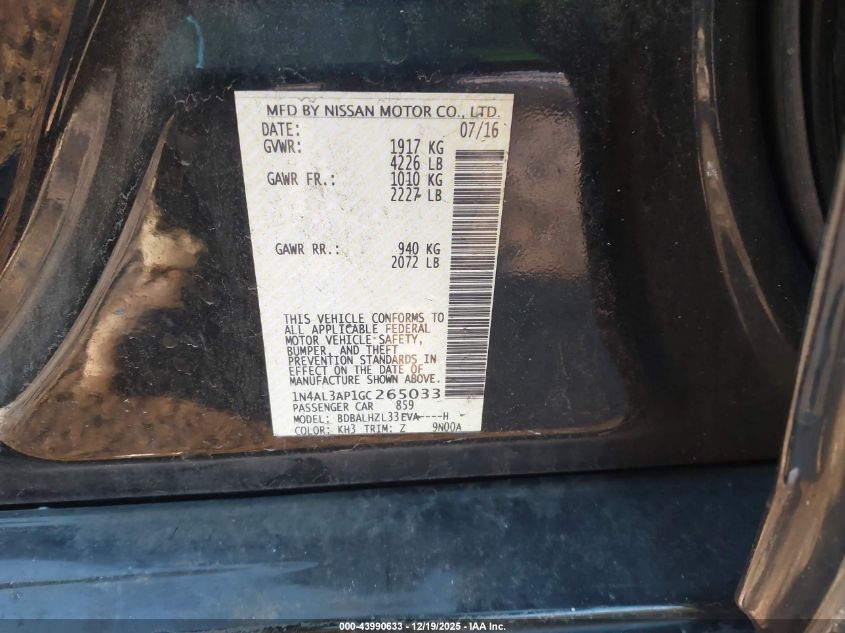 MFD BY NISSAN MOTOR CO., LTD.
DATE: 07/16
GVWR: 1917 KG
4226 LB
GAWR FR.: 1010 KG
2227 LB
GAWR RR.: 940 KG
2072 LB
THIS VEHICLE CONFORMS TO
ALL APPLICABLE FEDERAL
MOTOR VEHICLE SAFETY,
BUMPER, AND THEFT
PREVENTION STANDARDS IN
EFFECT ON THE DATE OF
MANUFACTURE SHOWN ABOVE.
1N4AL3AP1GC265033
PASSENGER CAR 859
MODEL: BDBALHZL33EVA----H
COLOR: KH3 TRIM: Z 9N00A
000-43990633 - 12/19/2025 - IAA Inc.